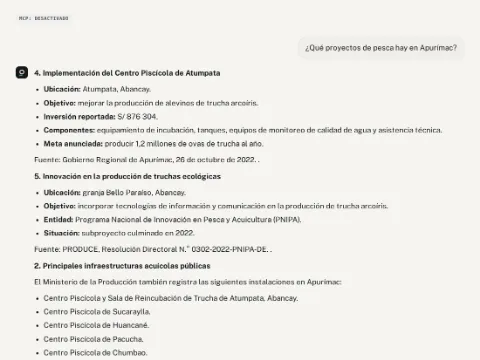 MCP: DESACTIVADO
¿Qué proyectos de pesca hay en Apurímac?
4. Implementación del Centro Piscícola de Atumpata
• Ubicación: Atumpata, Abancay.
• Objetivo: mejorar la producción de alevinos de trucha arcoíris.
• Inversión reportada: S/ 876 304.
• Componentes: equipamiento de incubación, tanques, equipos de monitoreo de calidad de agua y asistencia técnica.
• Meta anunciada: producir 1,2 millones de ovas de trucha al año.
Fuente: Gobierno Regional de Apurímac, 26 de octubre de 2022. .
5. Innovación en la producción de truchas ecológicas
• Ubicación: granja Bello Paraíso, Abancay.
• Objetivo: incorporar tecnologías de información y comunicación en la producción de trucha arcoíris.
• Entidad: Programa Nacional de Innovación en Pesca y Acuicultura (PNIPA).
• Situación: subproyecto culminado en 2022.
Fuente: PRODUCE, Resolución Directoral N.° 0302-2022-PNIPA-DE. .
2. Principales infraestructuras acuícolas públicas
El Ministerio de la Producción también registra las siguientes instalaciones en Apurímac:
• Centro Piscícola y Sala de Reincubación de Trucha de Atumpata, Abancay.
• Centro Piscícola de Sucaraylla.
• Centro Piscícola de Huancané.
• Centro Piscícola de Pacucha.
• Centro Piscícola de Chumbao.